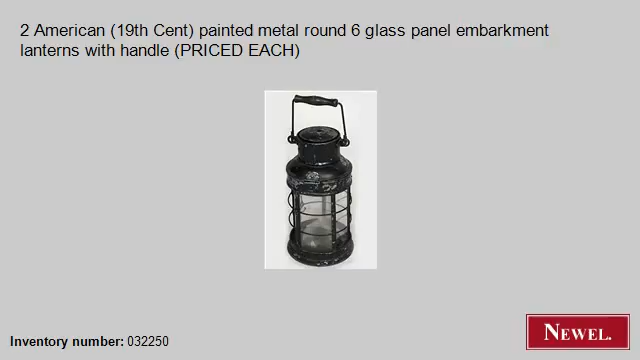 2 American (19th Cent) painted metal round 6 glass panel embarkment
lanterns with handle (PRICED EACH)
Inventory number: 032250
NEWEL.